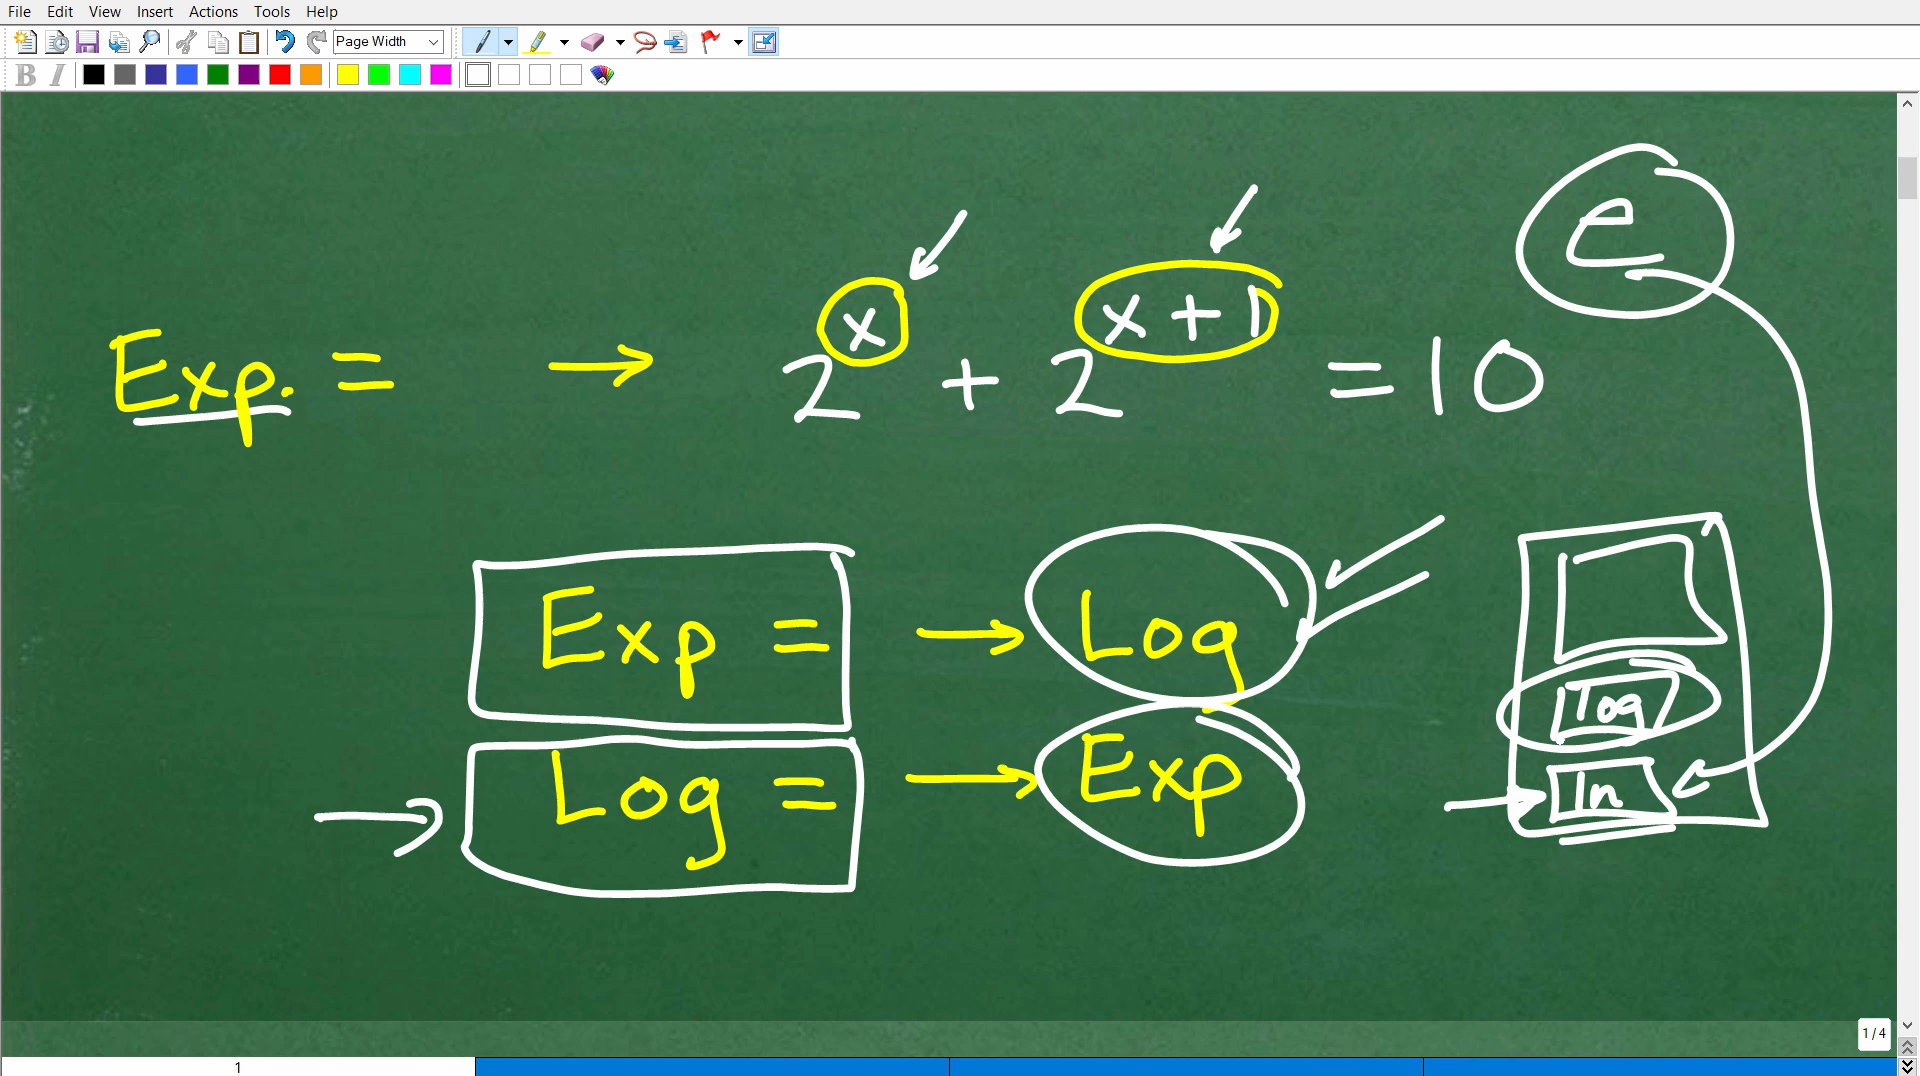 File Edit View Insert Actions Tools Help
Page Width
B I
e
Exp. = → 2^x + 2^(x+1) = 10
Exp = → Log
Log = → Exp
log
ln
1 / 4
1